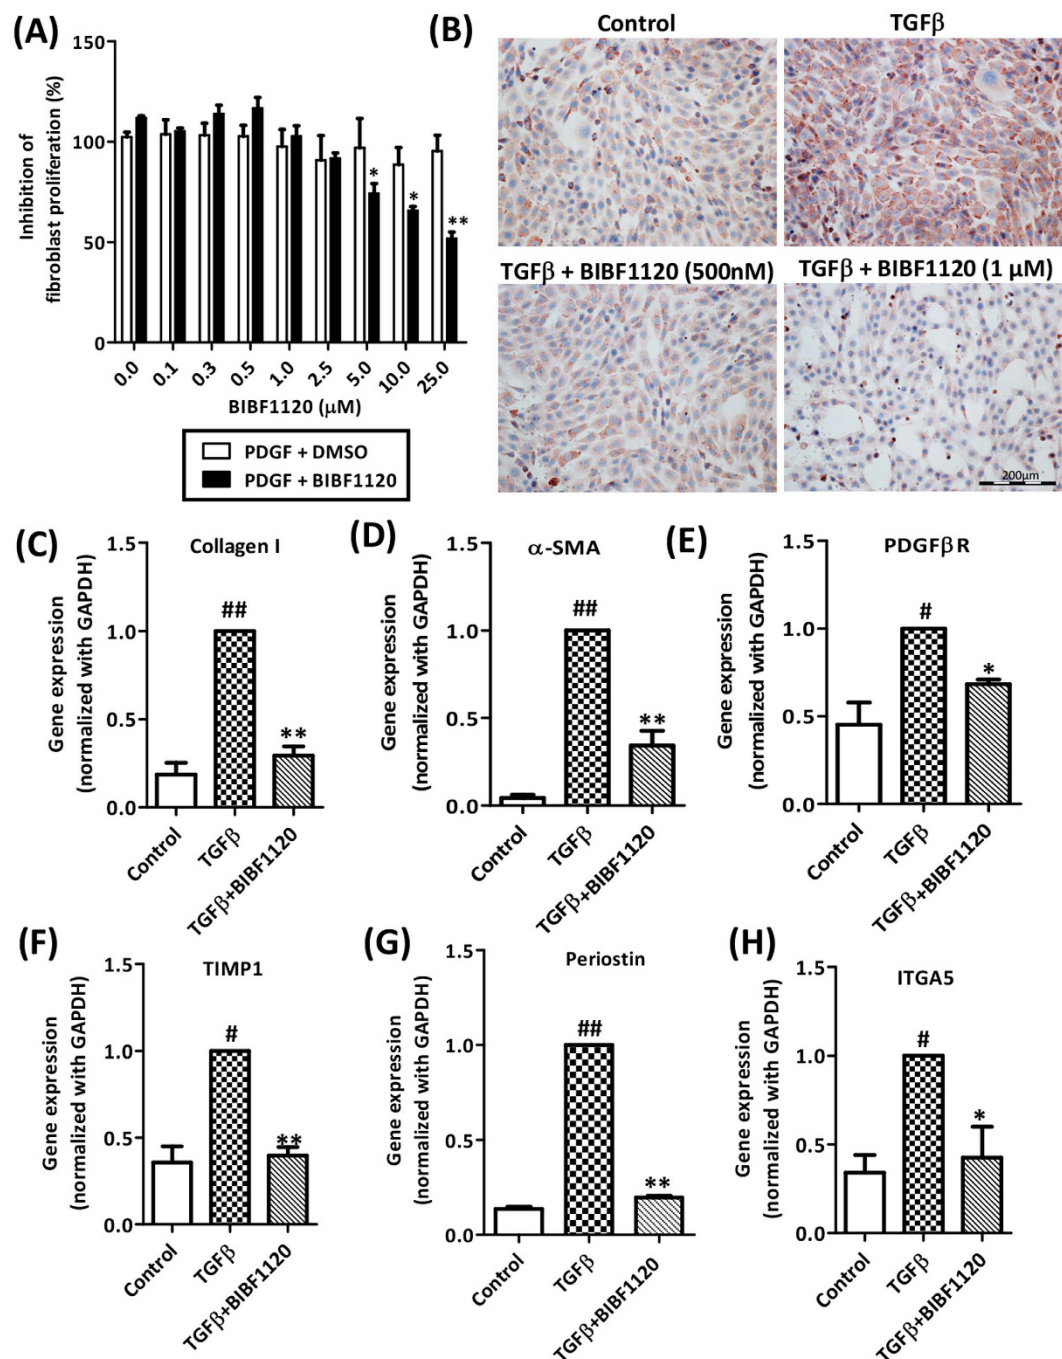 (A)
150
100
50
0
Inhibition of
fibroblast proliferation (%)
*
*
**
0.0 0.1 0.3 0.5 1.0 2.5 5.0 10.0 25.0
BIBF1120 (μM)
PDGF + DMSO
PDGF + BIBF1120
(B)
Control
TGFβ
TGFβ + BIBF1120 (500nM)
TGFβ + BIBF1120 (1 μM)
200μm
(C)
Collagen I
Gene expression
(normalized with GAPDH)
1.5
1.0
0.5
0.0
##
**
Control
TGFβ
TGFβ+BIBF1120
(D)
α-SMA
Gene expression
(normalized with GAPDH)
1.5
1.0
0.5
0.0
##
**
Control
TGFβ
TGFβ+BIBF1120
(E)
PDGFβR
Gene expression
(normalized with GAPDH)
1.5
1.0
0.5
0.0
#
*
Control
TGFβ
TGFβ+BIBF1120
(F)
TIMP1
Gene expression
(normalized with GAPDH)
1.5
1.0
0.5
0.0
#
**
Control
TGFβ
TGFβ+BIBF1120
(G)
Periostin
Gene expression
(normalized with GAPDH)
1.5
1.0
0.5
0.0
##
**
Control
TGFβ
TGFβ+BIBF1120
(H)
ITGA5
Gene expression
(normalized with GAPDH)
1.5
1.0
0.5
0.0
#
*
Control
TGFβ
TGFβ+BIBF1120